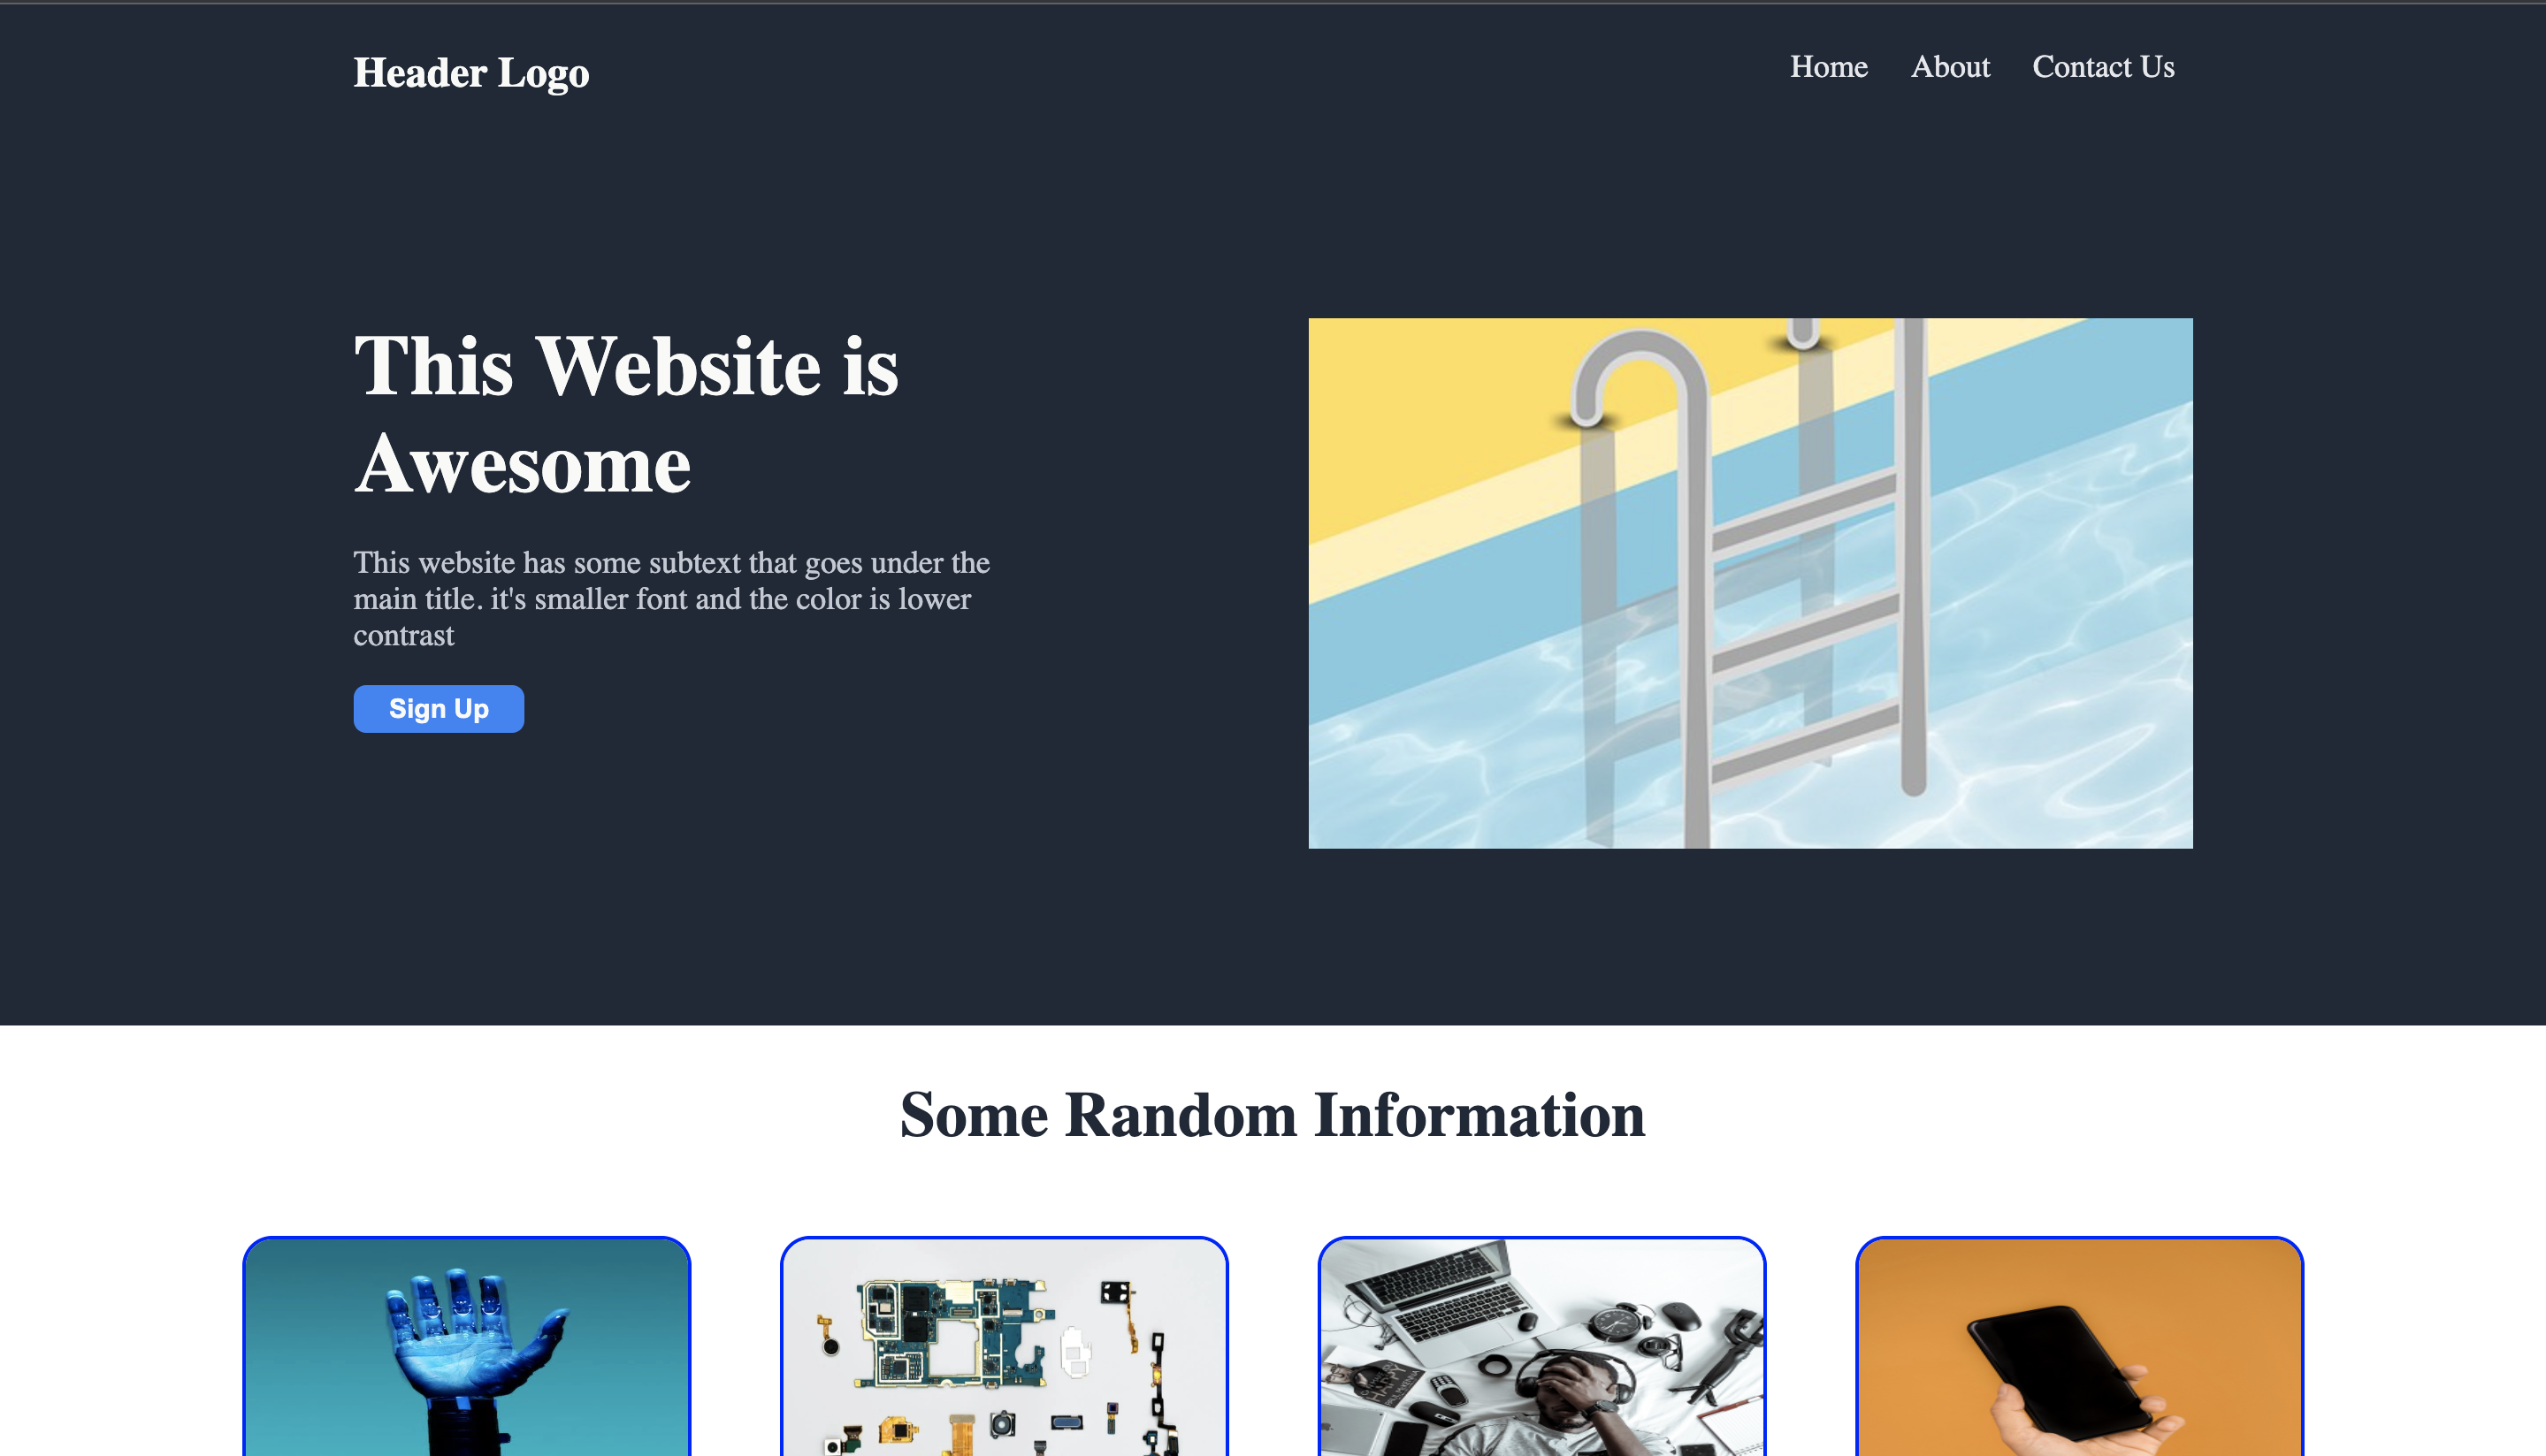 Header Logo
Home About Contact Us
This Website is
Awesome
This website has some subtext that goes under the
main title. it's smaller font and the color is lower
contrast
Sign Up
Some Random Information